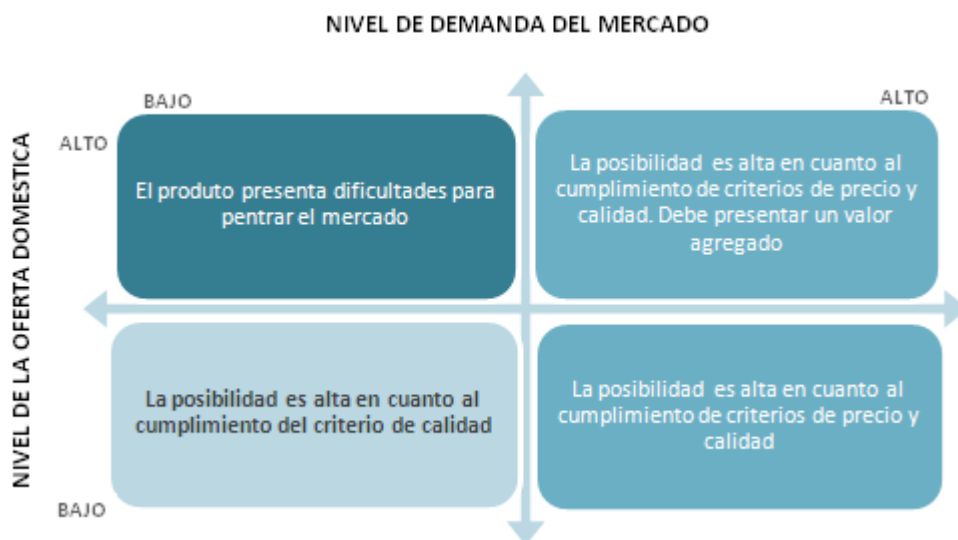 NIVEL DE DEMANDA DEL MERCADO
BAJO
ALTO
NIVEL DE LA OFERTA DOMESTICA
ALTO
El produto presenta dificultades para
pentrar el mercado
La posibilidad es alta en cuanto al
cumplimiento de criterios de precio y
calidad. Debe presentar un valor
agregado
La posibilidad es alta en cuanto al
cumplimiento del criterio de calidad
La posibilidad es alta en cuanto al
cumplimiento de criterios de precio y
calidad
BAJO